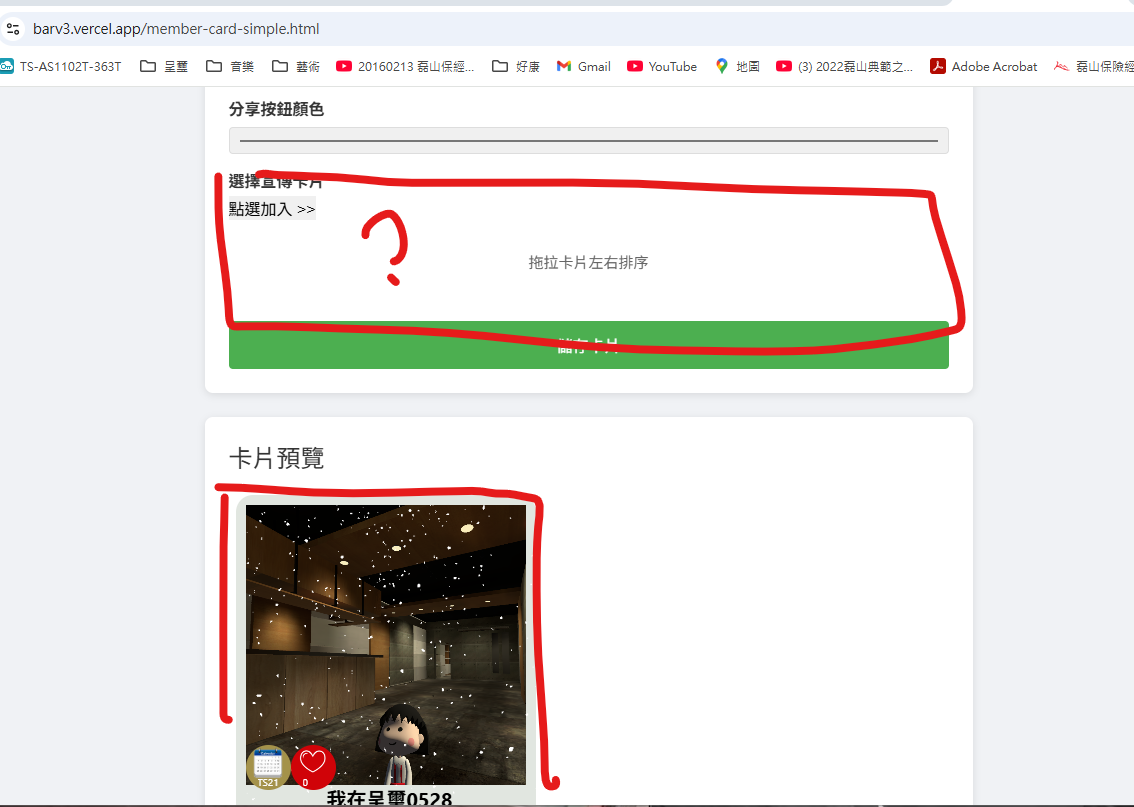 barv3.vercel.app/member-card-simple.html
TS-AS1102T-363T 呈璽 音樂 藝術 20160213 磊山保經... 好康 Gmail YouTube 地圖 (3) 2022磊山典範之... Adobe Acrobat 磊山保險經
分享按鈕顏色
選擇宣傳卡片
點選加入 >>
?
拖拉卡片左右排序
儲存卡片
卡片預覽
TS21
0
我在呈璽0528